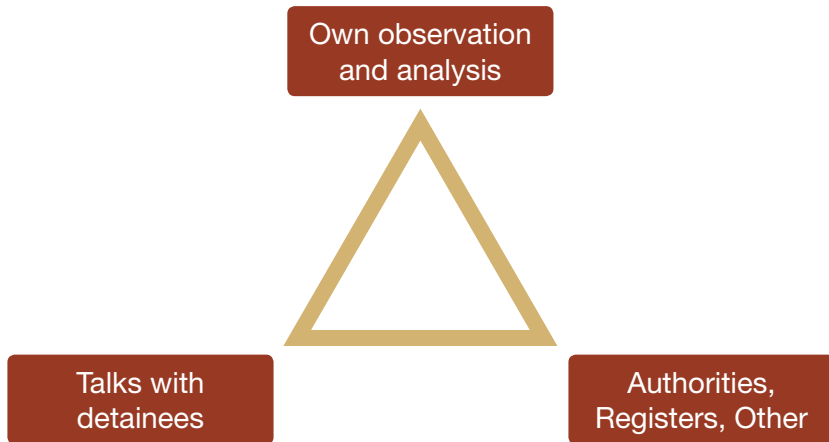 Own observation
and analysis
Talks with
detainees
Authorities,
Registers, Other